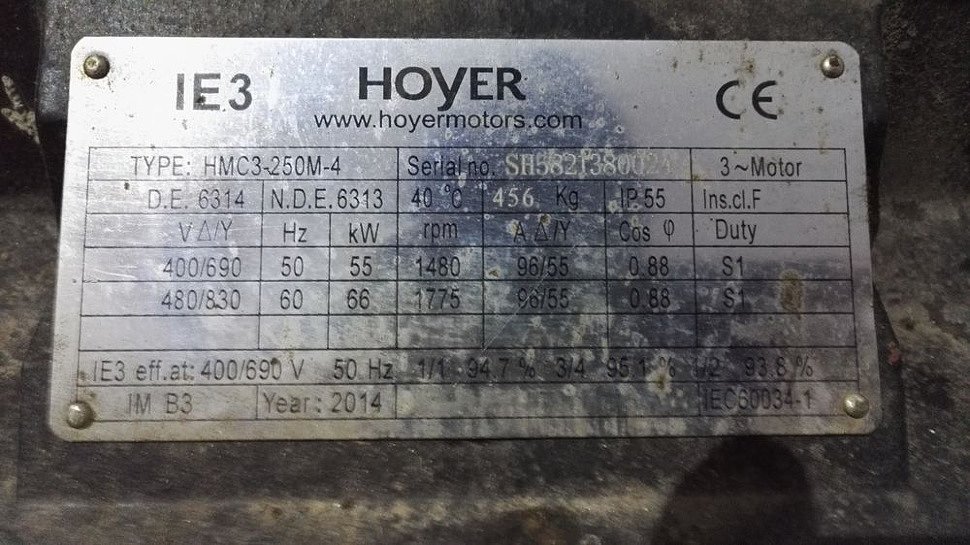 IE3 HOYER CE
www.hoyermotors.com
TYPE: HMC3-250M-4 Serial no. 3~Motor
D.E. 6314 N.D.E. 6313 40 °C 456 Kg IP 55 Ins.cl.F
V Δ/Y Hz kW rpm A Δ/Y Cos φ Duty
400/690 50 55 1480 96/55 0.88 S1
480/830 60 66 1775 96/55 0.88 S1
IE3 eff.at: 400/690 V 50 Hz 1/1 94.7 % 3/4 95.1 % 1/2 93.6 %
IM B3 Year: 2014 IEC60034-1